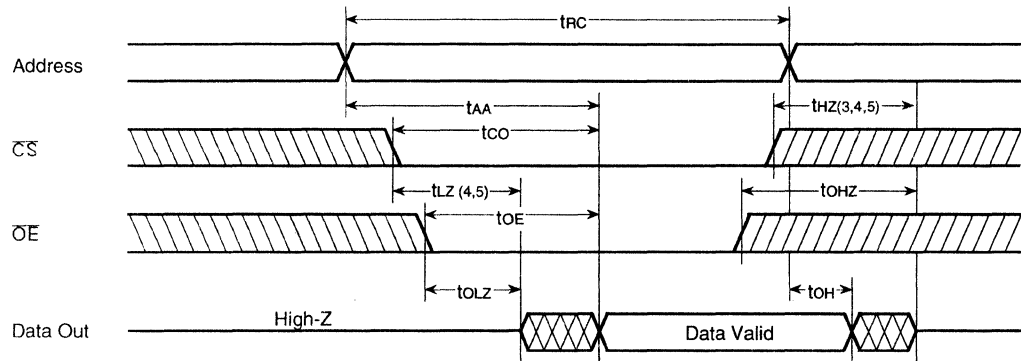 tRC
Address
tAA
tHZ(3,4,5)
tCO
CS
tLZ (4,5)
tOHZ
tOE
OE
tOLZ
tOH
High-Z
Data Out
Data Valid